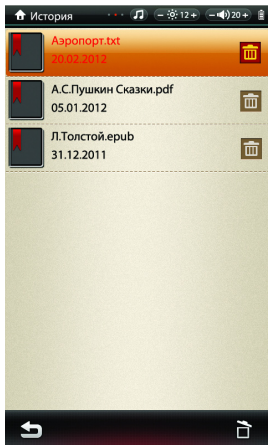 История - 12 + - 20 +
Аэропорт.txt
20.02.2012
А.С.Пушкин Сказки.pdf
05.01.2012
Л.Толстой.epub
31.12.2011